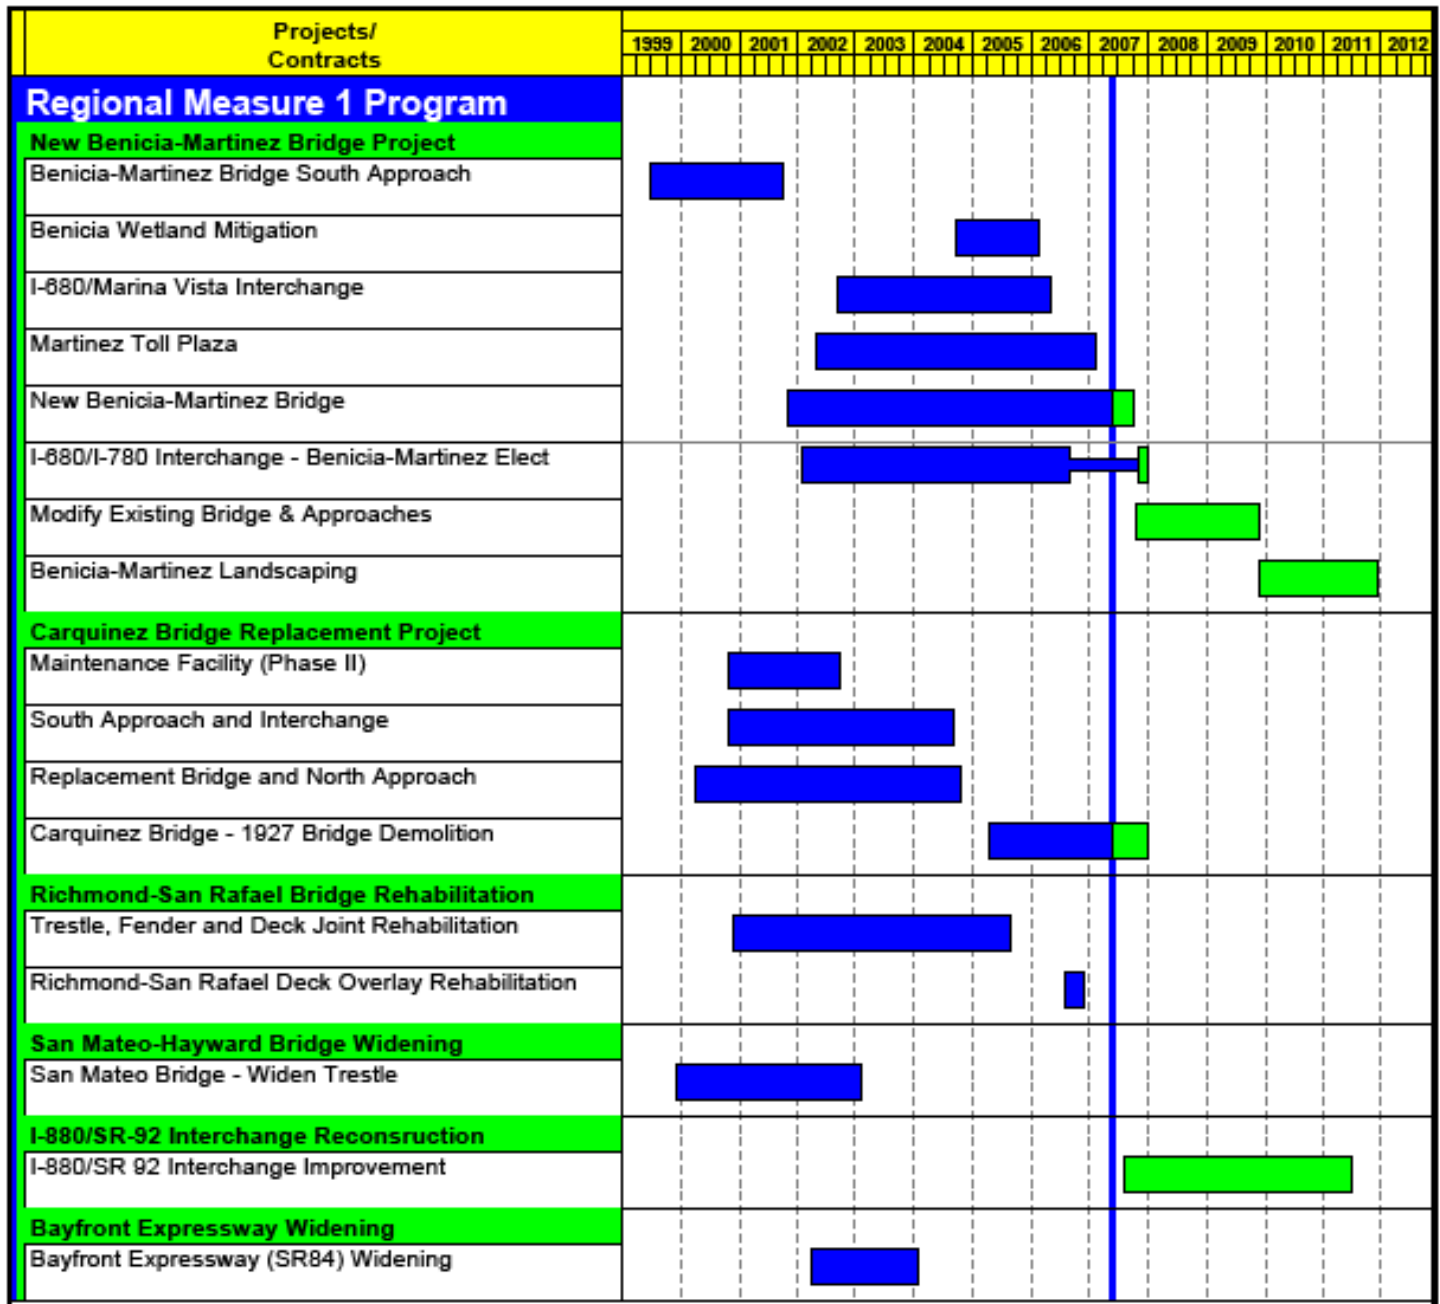 Projects/
Contracts
1999 2000 2001 2002 2003 2004 2005 2006 2007 2008 2009 2010 2011 2012
Regional Measure 1 Program
New Benicia-Martinez Bridge Project
Benicia-Martinez Bridge South Approach
Benicia Wetland Mitigation
I-680/Marina Vista Interchange
Martinez Toll Plaza
New Benicia-Martinez Bridge
I-680/I-780 Interchange - Benicia-Martinez Elect
Modify Existing Bridge & Approaches
Benicia-Martinez Landscaping
Carquinez Bridge Replacement Project
Maintenance Facility (Phase II)
South Approach and Interchange
Replacement Bridge and North Approach
Carquinez Bridge - 1927 Bridge Demolition
Richmond-San Rafael Bridge Rehabilitation
Trestle, Fender and Deck Joint Rehabilitation
Richmond-San Rafael Deck Overlay Rehabilitation
San Mateo-Hayward Bridge Widening
San Mateo Bridge - Widen Trestle
I-880/SR-92 Interchange Reconsruction
I-880/SR 92 Interchange Improvement
Bayfront Expressway Widening
Bayfront Expressway (SR84) Widening